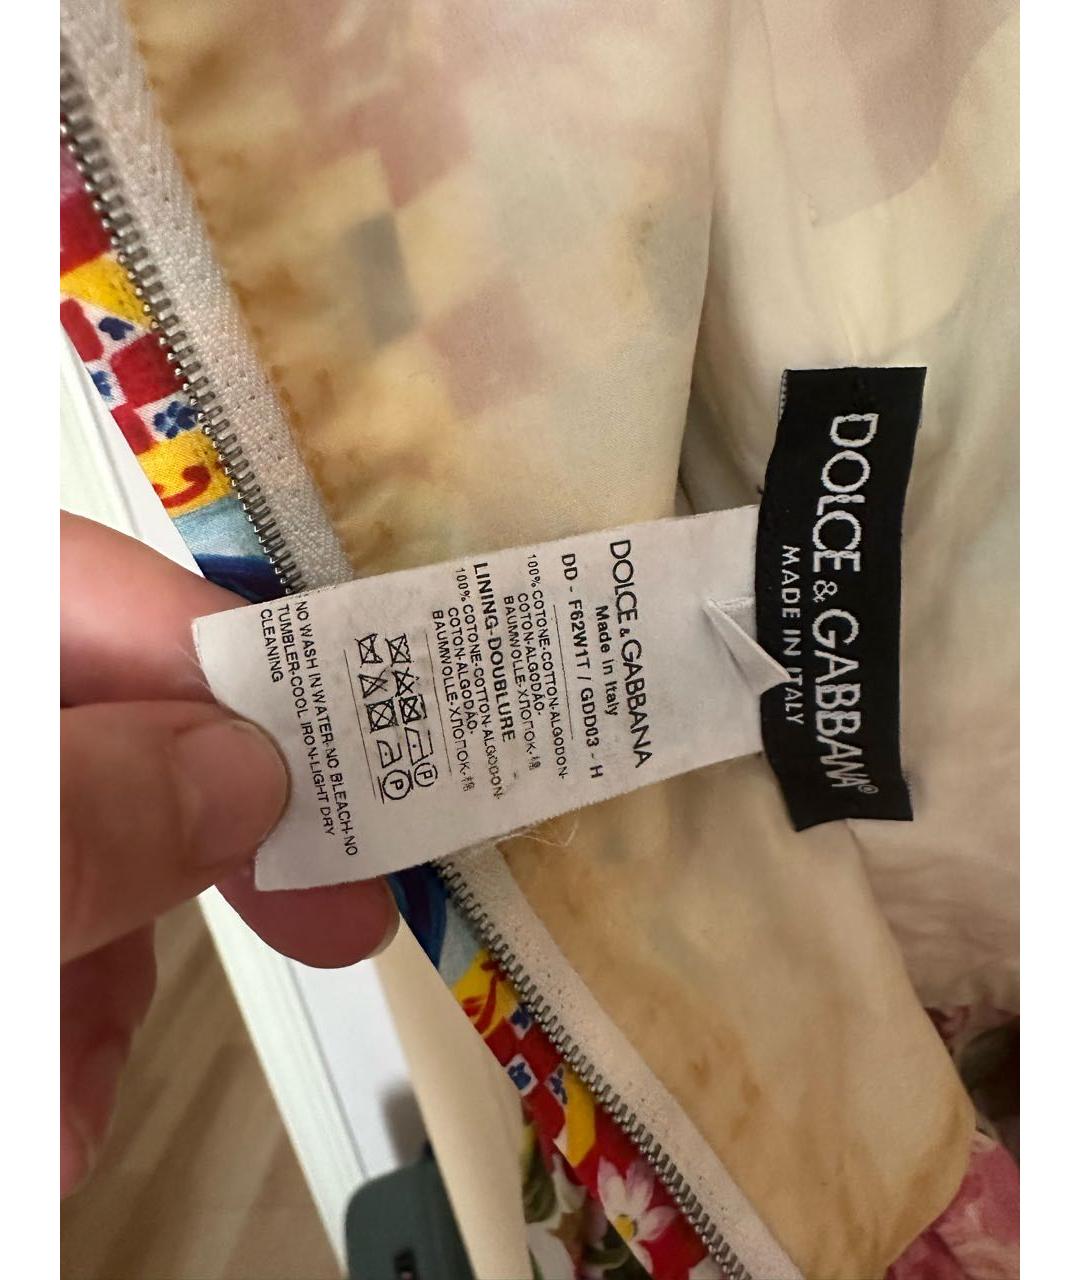 DOLCE & GABBANA®
MADE IN ITALY
DOLCE & GABBANA
Made in Italy
DD - F62W1T / GDD03 - H
100% COTONE-COTTON-ALGODON-
COTON-ALGODÃO-
BAUMWOLLE-ХЛОПОК-棉
LINING-DOUBLURE
100% COTONE-COTTON-ALGODON-
COTON-ALGODÃO-
BAUMWOLLE-ХЛОПОК-棉
P
P
NO WASH IN WATER-NO BLEACH-NO
TUMBLER-COOL IRON-LIGHT DRY
CLEANING